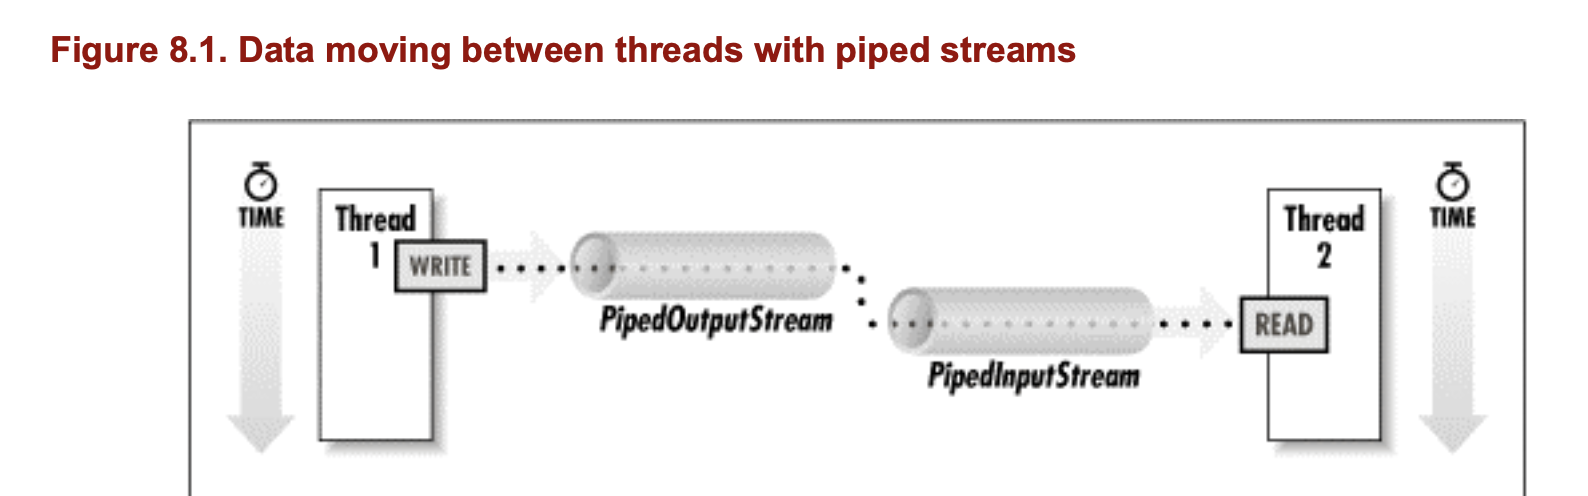 Figure 8.1. Data moving between threads with piped streams
TIME
Thread
1
WRITE
PipedOutputStream
PipedInputStream
Thread
2
READ
TIME